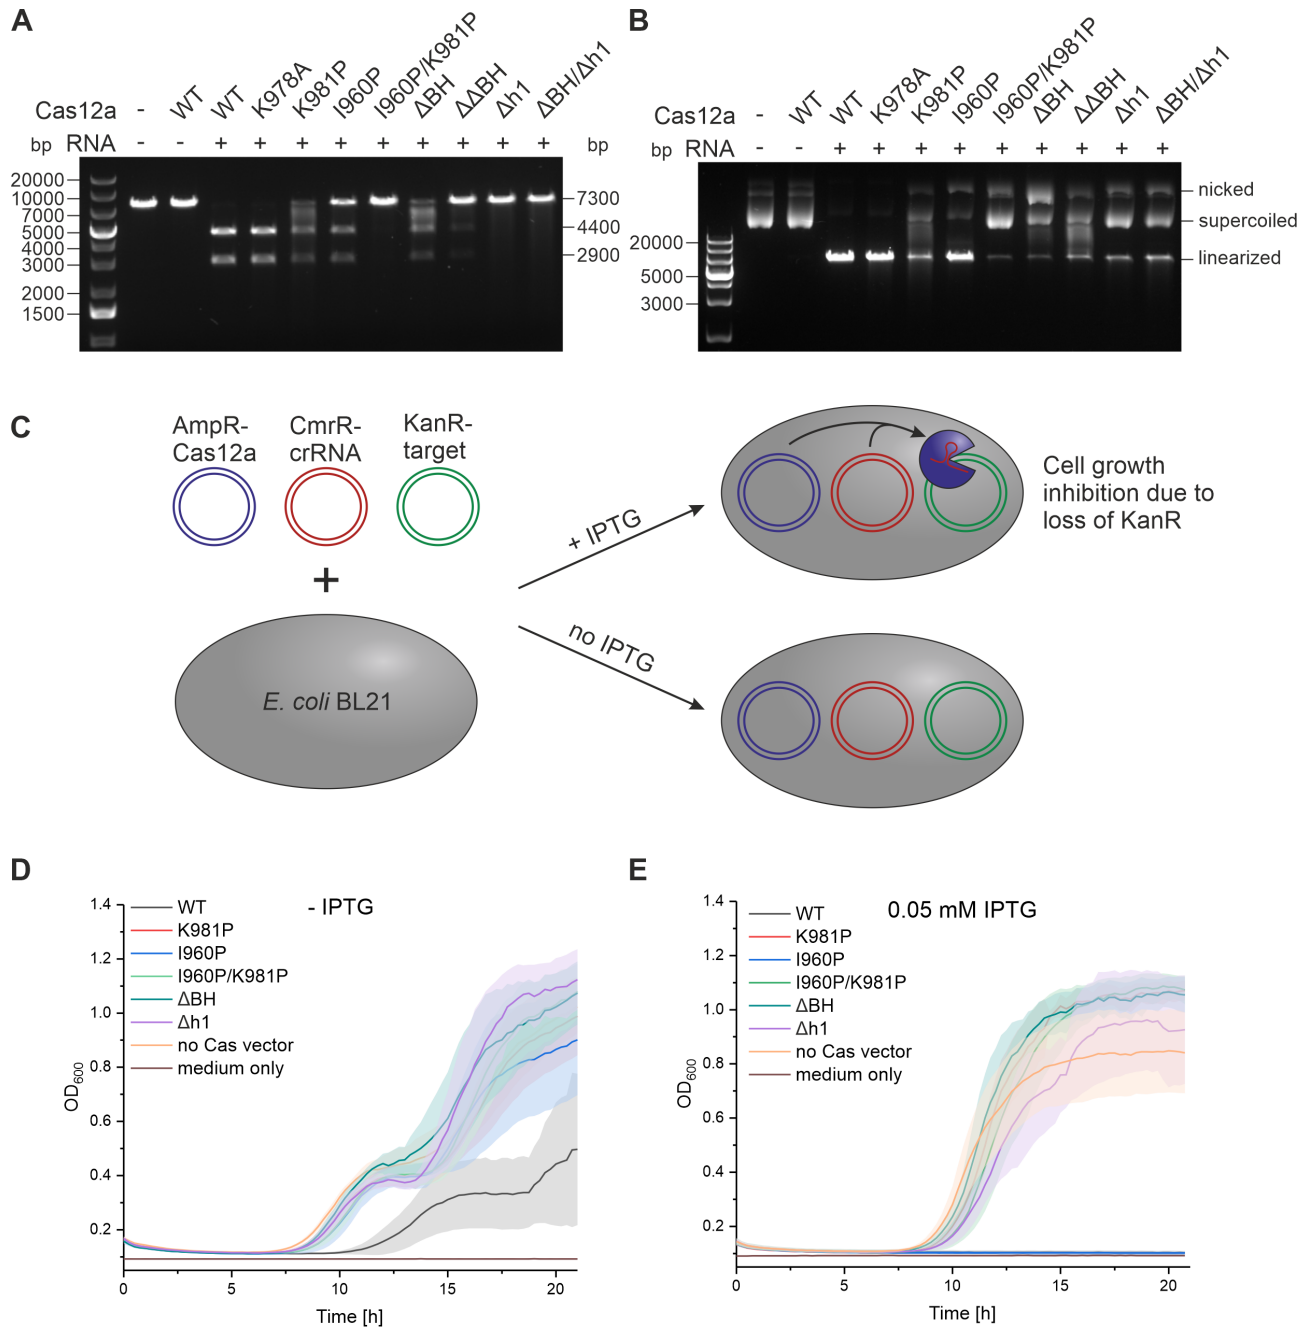 A
Cas12a - WT WT K978A K981P I960P I960P/K981P ΔBH ΔΔBH Δh1 ΔBH/Δh1
bp RNA - - + + + + + + + + + bp
20000
10000
7000
5000
4000
3000
2000
1500
7300
4400
2900
B
Cas12a - WT WT K978A K981P I960P I960P/K981P ΔBH ΔΔBH Δh1 ΔBH/Δh1
bp RNA - - + + + + + + + + +
20000
5000
3000
nicked
supercoiled
linearized
C
AmpR-
Cas12a
CmrR-
crRNA
KanR-
target
+
E. coli BL21
+ IPTG
no IPTG
Cell growth
inhibition due to
loss of KanR
D
- IPTG
WT
K981P
I960P
I960P/K981P
ΔBH
Δh1
no Cas vector
medium only
OD600
1.4
1.2
1.0
0.8
0.6
0.4
0.2
0 5 10 15 20
Time [h]
E
0.05 mM IPTG
WT
K981P
I960P
I960P/K981P
ΔBH
Δh1
no Cas vector
medium only
OD600
1.4
1.2
1.0
0.8
0.6
0.4
0.2
0 5 10 15 20
Time [h]